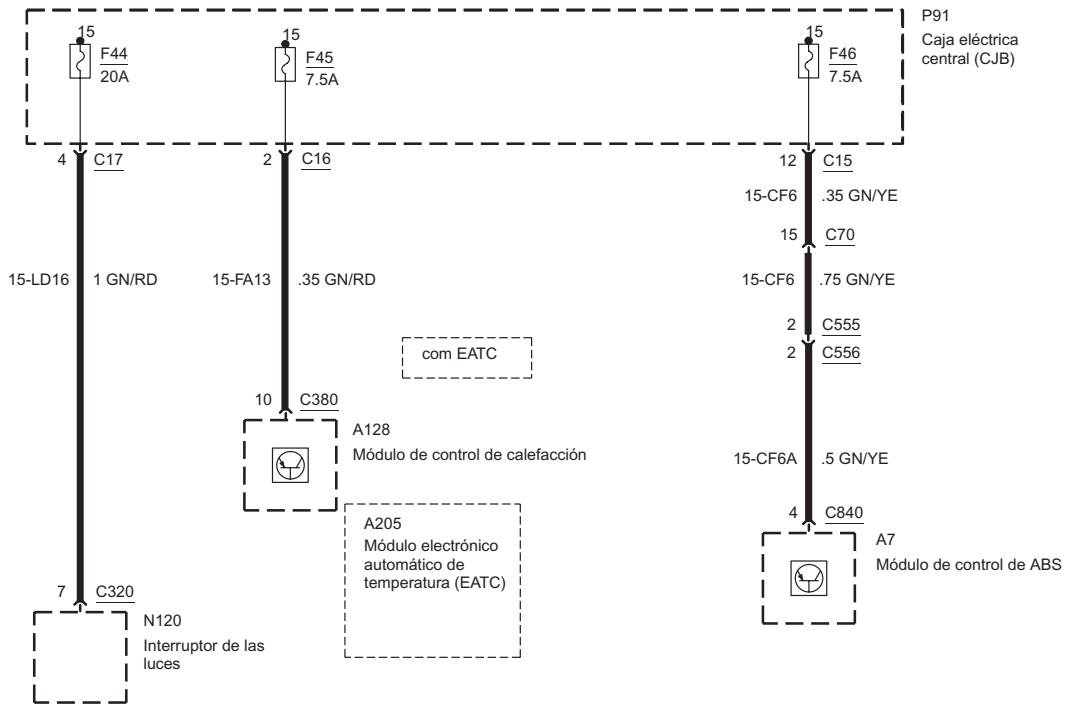 P91
Caja eléctrica
central (CJB)
15
F44
20A
15
F45
7.5A
15
F46
7.5A
4 C17
2 C16
12 C15
15-CF6 .35 GN/YE
15 C70
15-LD16 1 GN/RD
15-FA13 .35 GN/RD
15-CF6 .75 GN/YE
2 C555
2 C556
com EATC
10 C380
A128
Módulo de control de calefacción
15-CF6A .5 GN/YE
4 C840
A205
Módulo electrónico
automático de
temperatura (EATC)
A7
Módulo de control de ABS
7 C320
N120
Interruptor de las
luces